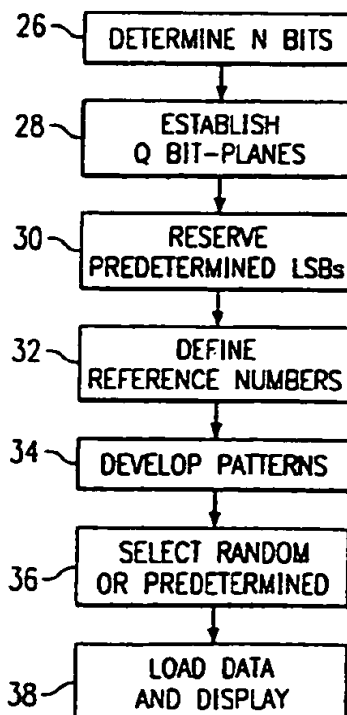 26 DETERMINE N BITS
28 ESTABLISH
Q BIT-PLANES
30 RESERVE
PREDETERMINED LSBs
32 DEFINE
REFERENCE NUMBERS
34 DEVELOP PATTERNS
36 SELECT RANDOM
OR PREDETERMINED
38 LOAD DATA
AND DISPLAY